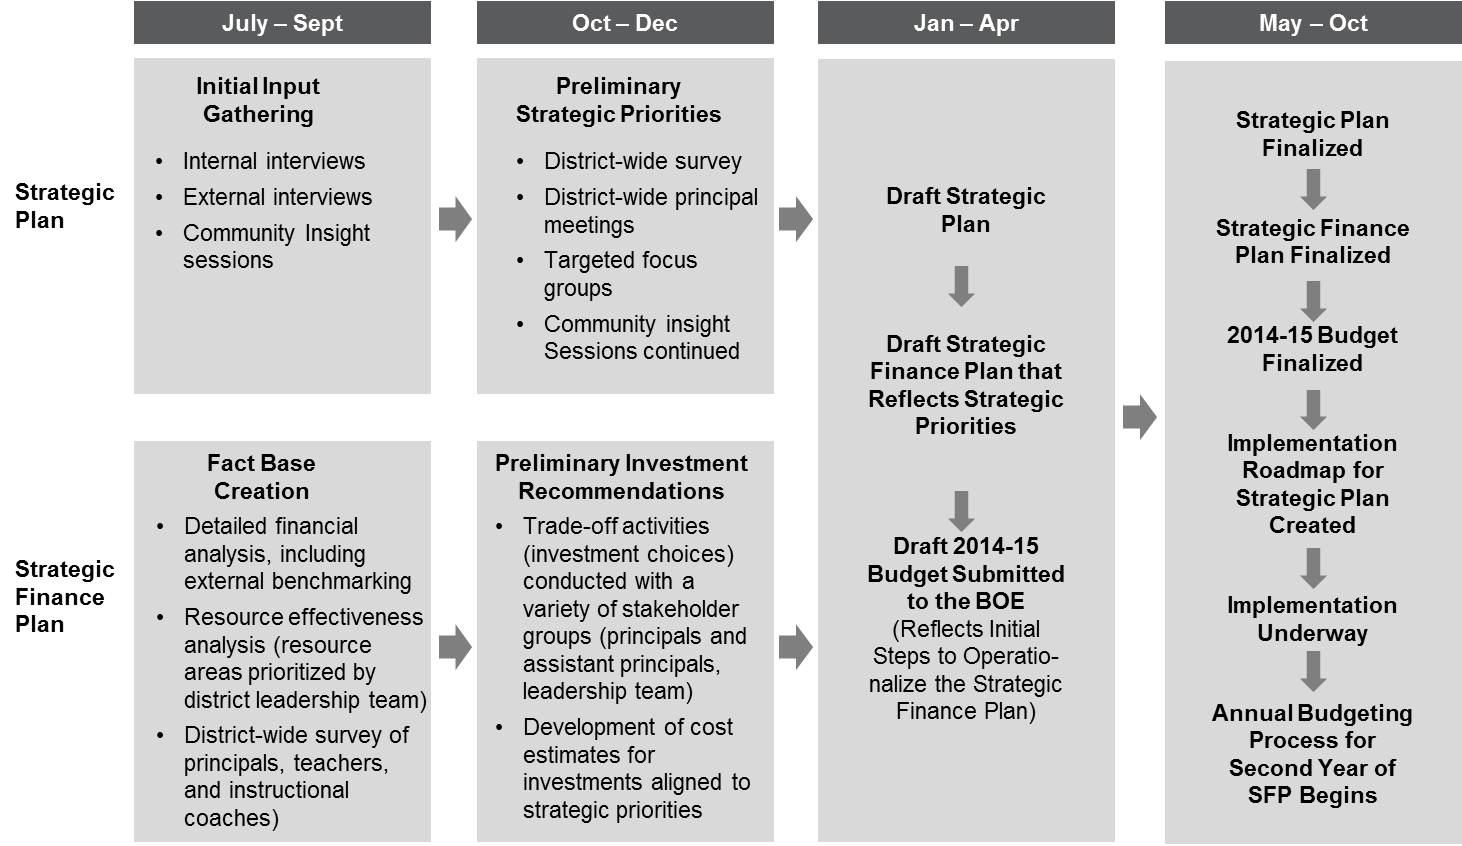 July – Sept
Oct – Dec
Jan – Apr
May – Oct
Strategic
Plan
Initial Input
Gathering
• Internal interviews
• External interviews
• Community Insight
sessions
Preliminary
Strategic Priorities
• District-wide survey
• District-wide principal
meetings
• Targeted focus
groups
• Community insight
Sessions continued
Strategic
Finance
Plan
Fact Base
Creation
• Detailed financial
analysis, including
external benchmarking
• Resource effectiveness
analysis (resource
areas prioritized by
district leadership team)
• District-wide survey of
principals, teachers,
and instructional
coaches)
Preliminary Investment
Recommendations
• Trade-off activities
(investment choices)
conducted with a
variety of stakeholder
groups (principals and
assistant principals,
leadership team)
• Development of cost
estimates for
investments aligned to
strategic priorities
Draft Strategic
Plan
Draft Strategic
Finance Plan that
Reflects Strategic
Priorities
Draft 2014-15
Budget Submitted
to the BOE
(Reflects Initial
Steps to Operatio-
nalize the Strategic
Finance Plan)
Strategic Plan
Finalized
Strategic Finance
Plan Finalized
2014-15 Budget
Finalized
Implementation
Roadmap for
Strategic Plan
Created
Implementation
Underway
Annual Budgeting
Process for
Second Year of
SFP Begins